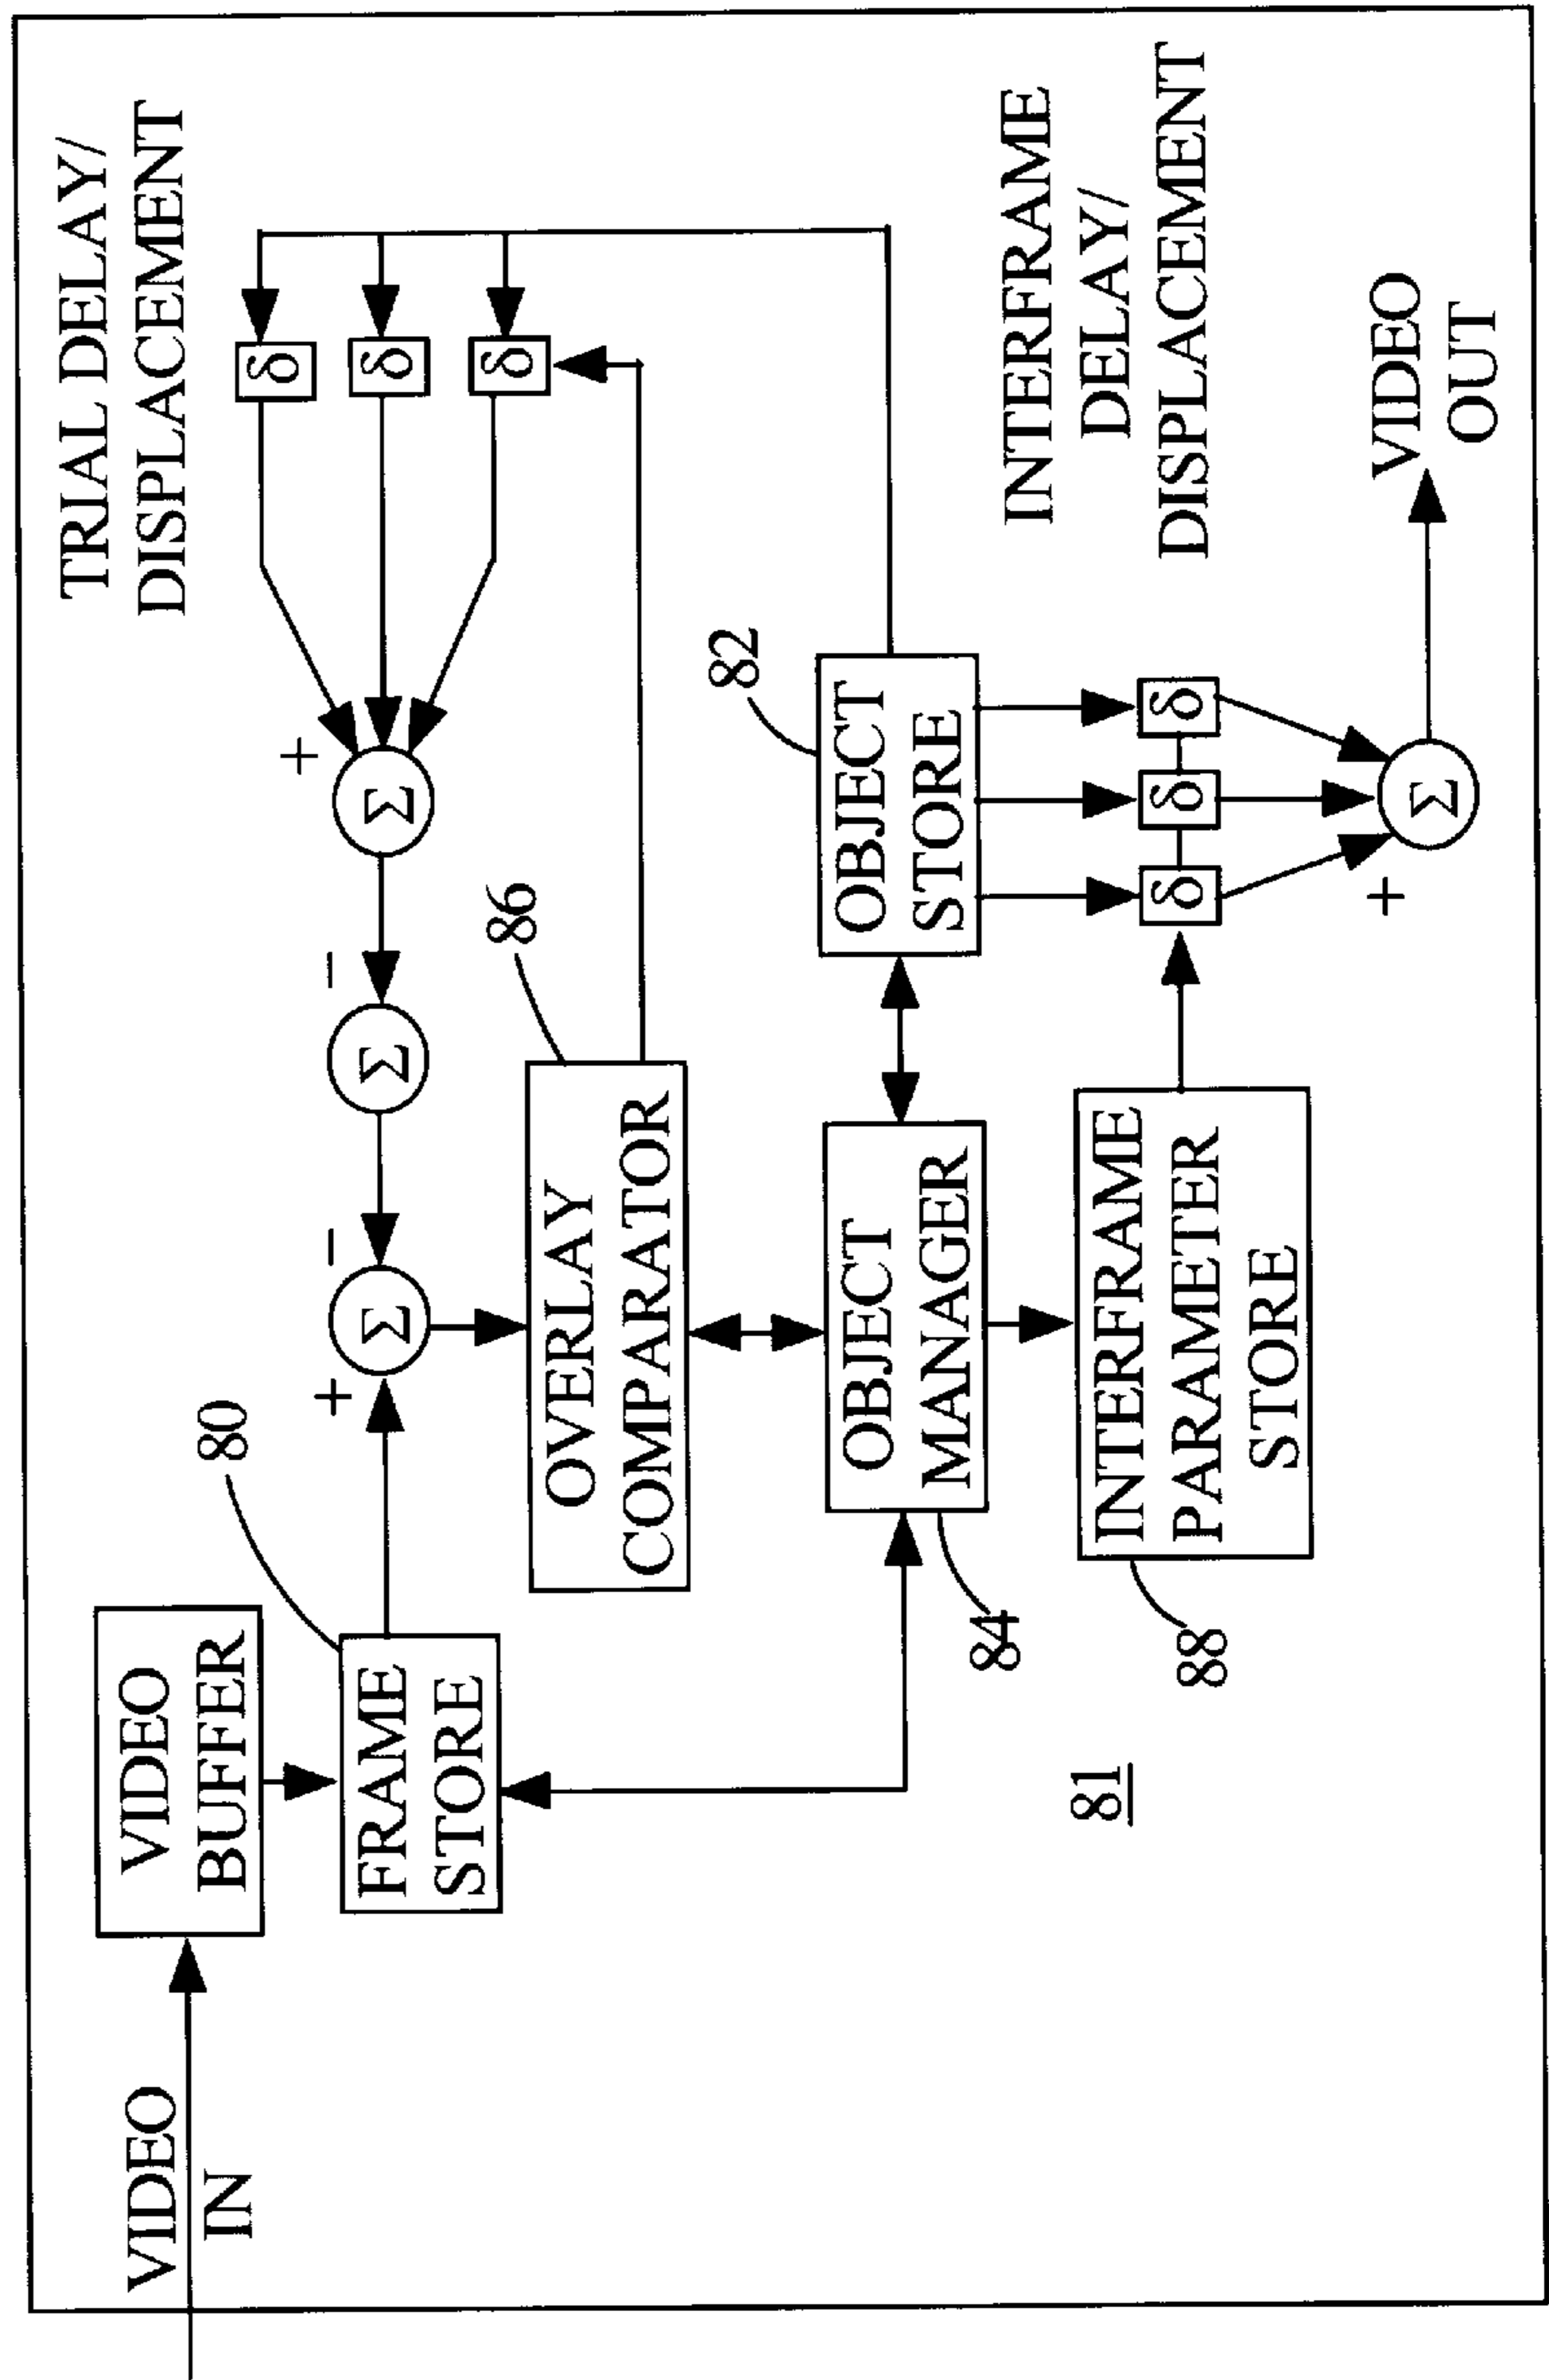 TRIAL DELAY/
DISPLACEMENT
VIDEO
IN
VIDEO
BUFFER
80
FRAME
STORE
+
Σ
−
Σ
−
Σ
+
δ
δ
δ
86
OVERLAY
COMPARATOR
82
OBJECT
STORE
OBJECT
MANAGER
84
INTERFRAME
DELAY/
DISPLACEMENT
INTERFRAME
PARAMETER
STORE
88
81
δ
δ
δ
+
Σ
VIDEO
OUT